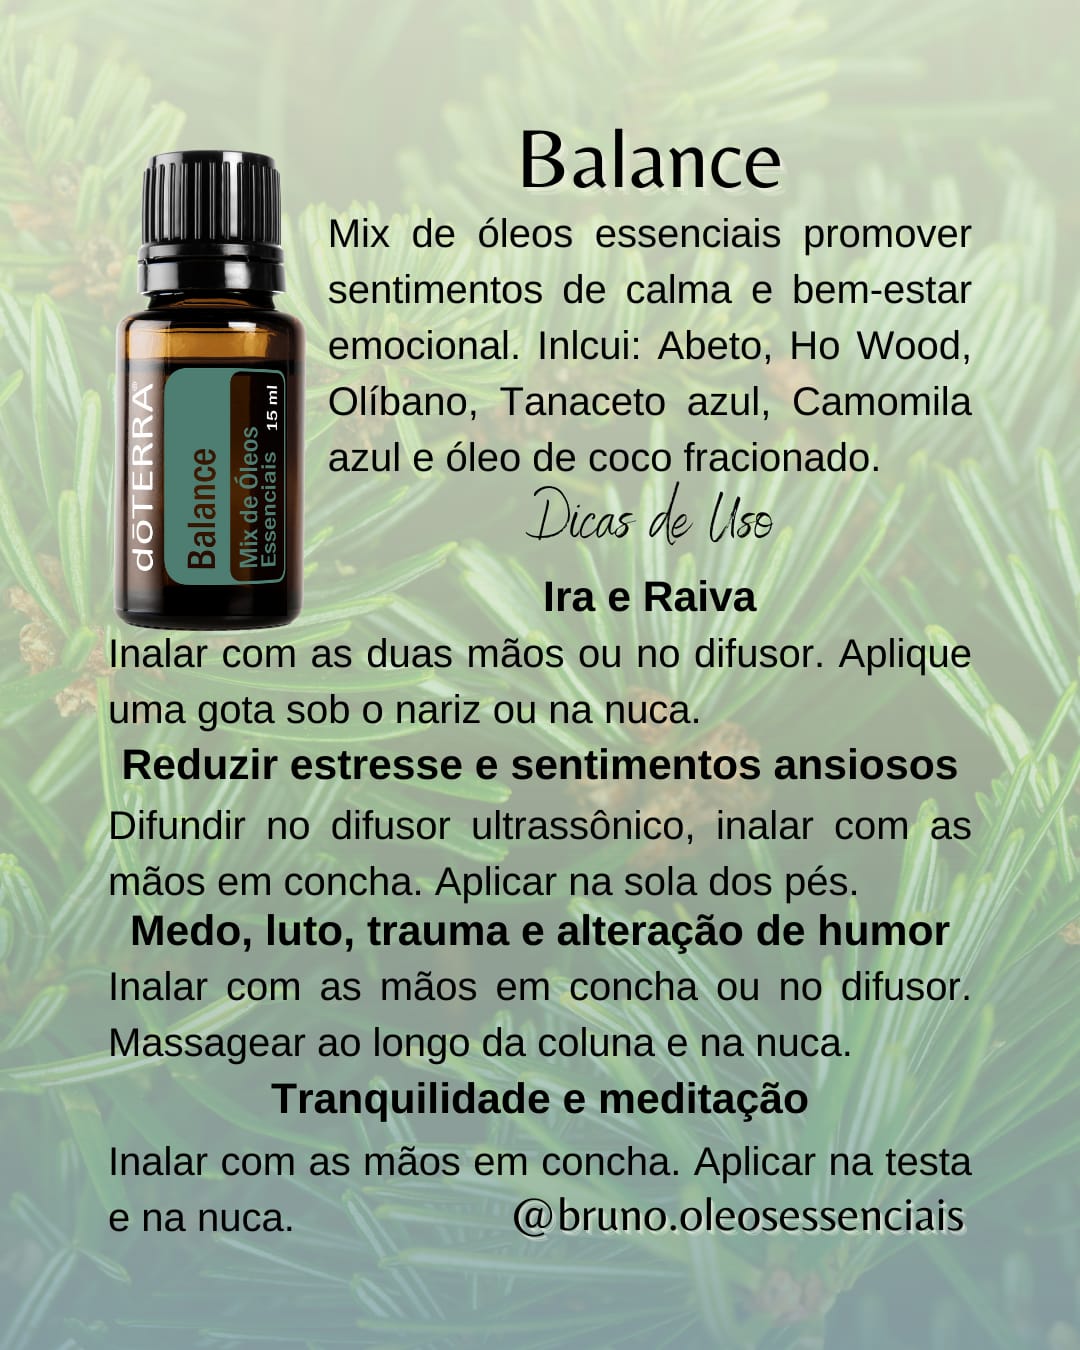 Balance
Mix de óleos essenciais promover
sentimentos de calma e bem-estar
emocional. Inlcui: Abeto, Ho Wood,
Olíbano, Tanaceto azul, Camomila
azul e óleo de coco fracionado.
dōTERRA®
Balance
Mix de Óleos
Essenciais
15 ml
Dicas de Uso
Ira e Raiva
Inalar com as duas mãos ou no difusor. Aplique
uma gota sob o nariz ou na nuca.
Reduzir estresse e sentimentos ansiosos
Difundir no difusor ultrassônico, inalar com as
mãos em concha. Aplicar na sola dos pés.
Medo, luto, trauma e alteração de humor
Inalar com as mãos em concha ou no difusor.
Massagear ao longo da coluna e na nuca.
Tranquilidade e meditação
Inalar com as mãos em concha. Aplicar na testa
e na nuca.
@bruno.oleosessenciais